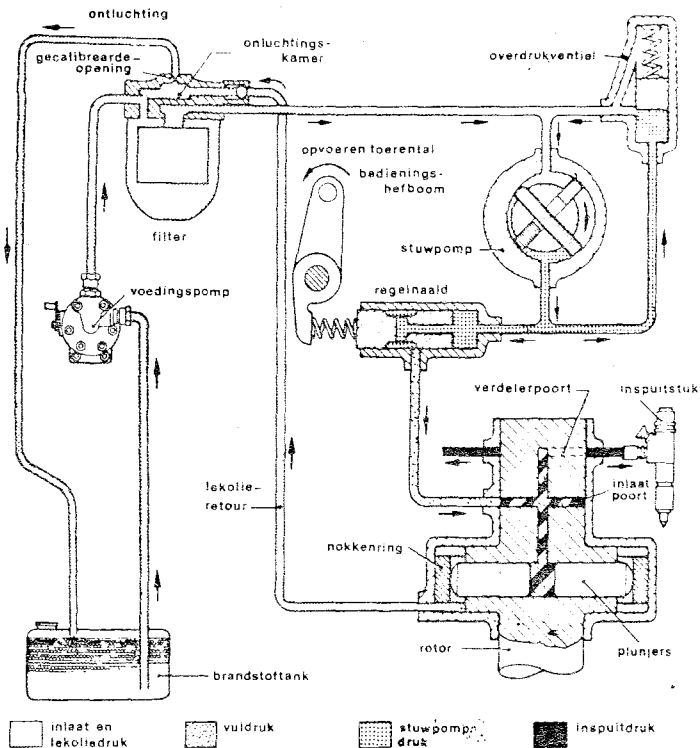 ontluchting
gecalibreerde-
opening
onluchtings-
kamer
overdrukventiel
opvoeren toerental
bedienings-
hefboom
filter
stuwpomp
voedingspomp
regelnaald
verdelerpoort
inspuitstuk
inlaat
poort
lekolie-
retour
nokkenring
rotor
plunjers
brandstoftank
inlaat en
lekoliedruk
vuldruk
stuwpomp
druk
inspuitdruk